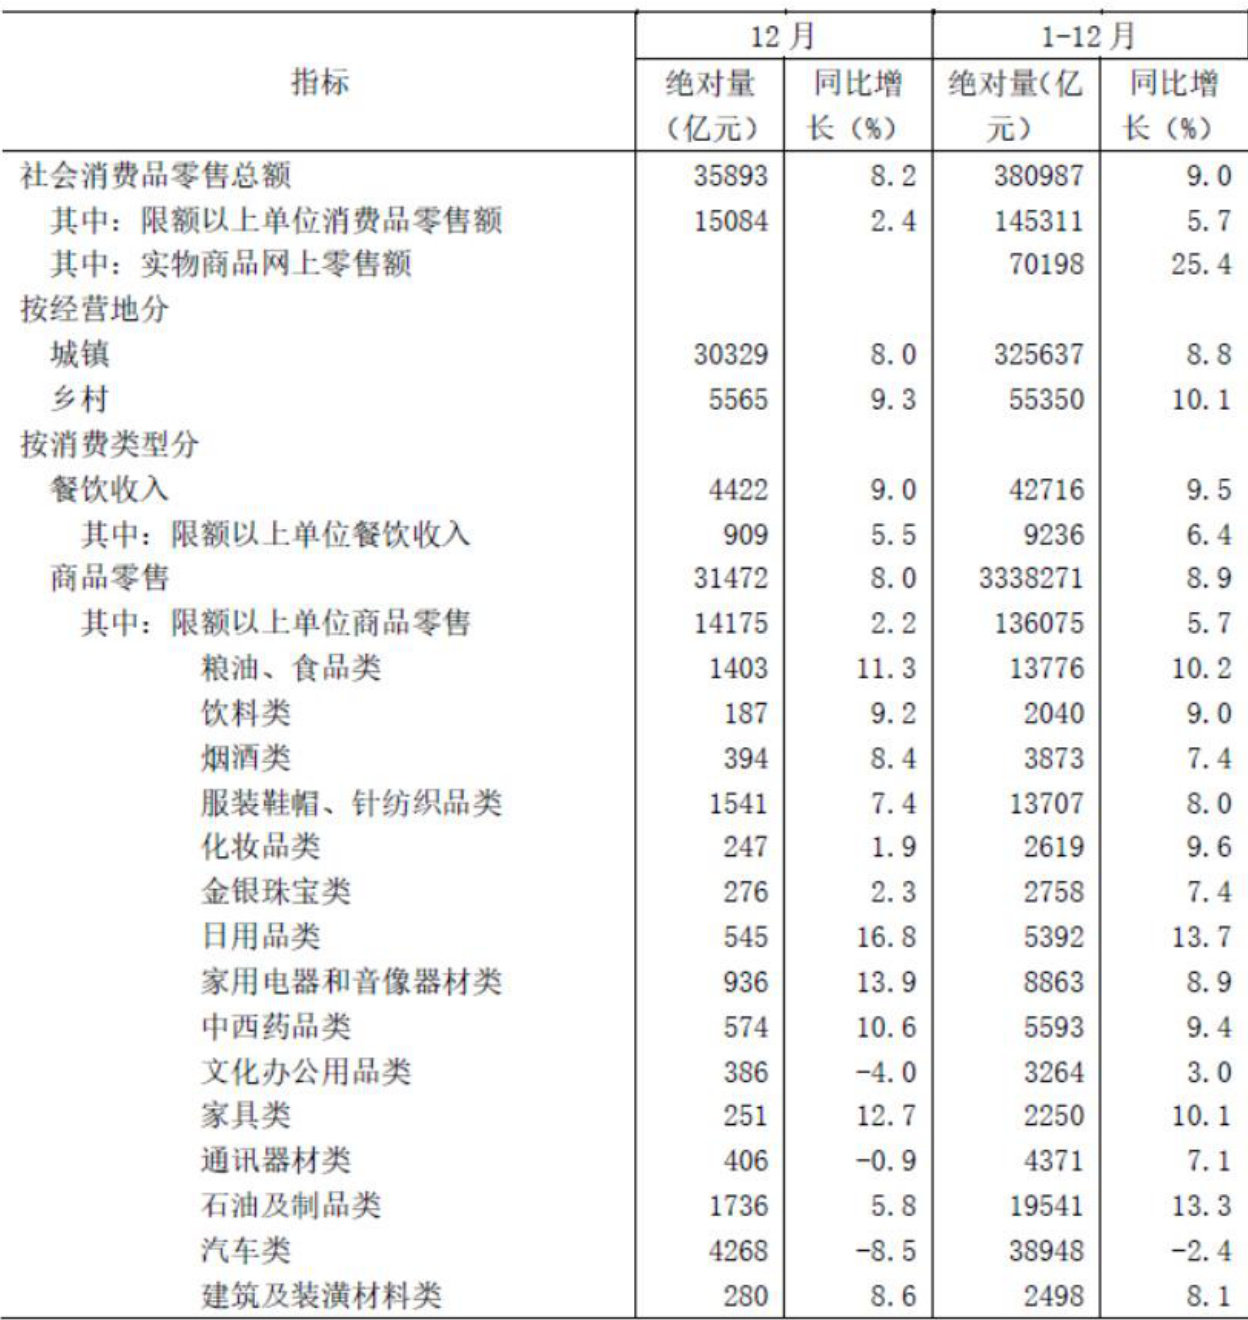 12月 1-12月
指标 绝对量 同比增 绝对量(亿 同比增
(亿元) 长(%) 元) 长(%)
社会消费品零售总额 35893 8.2 380987 9.0
其中：限额以上单位消费品零售额 15084 2.4 145311 5.7
其中：实物商品网上零售额 70198 25.4
按经营地分
城镇 30329 8.0 325637 8.8
乡村 5565 9.3 55350 10.1
按消费类型分
餐饮收入 4422 9.0 42716 9.5
其中：限额以上单位餐饮收入 909 5.5 9236 6.4
商品零售 31472 8.0 3338271 8.9
其中：限额以上单位商品零售 14175 2.2 136075 5.7
粮油、食品类 1403 11.3 13776 10.2
饮料类 187 9.2 2040 9.0
烟酒类 394 8.4 3873 7.4
服装鞋帽、针纺织品类 1541 7.4 13707 8.0
化妆品类 247 1.9 2619 9.6
金银珠宝类 276 2.3 2758 7.4
日用品类 545 16.8 5392 13.7
家用电器和音像器材类 936 13.9 8863 8.9
中西药品类 574 10.6 5593 9.4
文化办公用品类 386 -4.0 3264 3.0
家具类 251 12.7 2250 10.1
通讯器材类 406 -0.9 4371 7.1
石油及制品类 1736 5.8 19541 13.3
汽车类 4268 -8.5 38948 -2.4
建筑及装潢材料类 280 8.6 2498 8.1